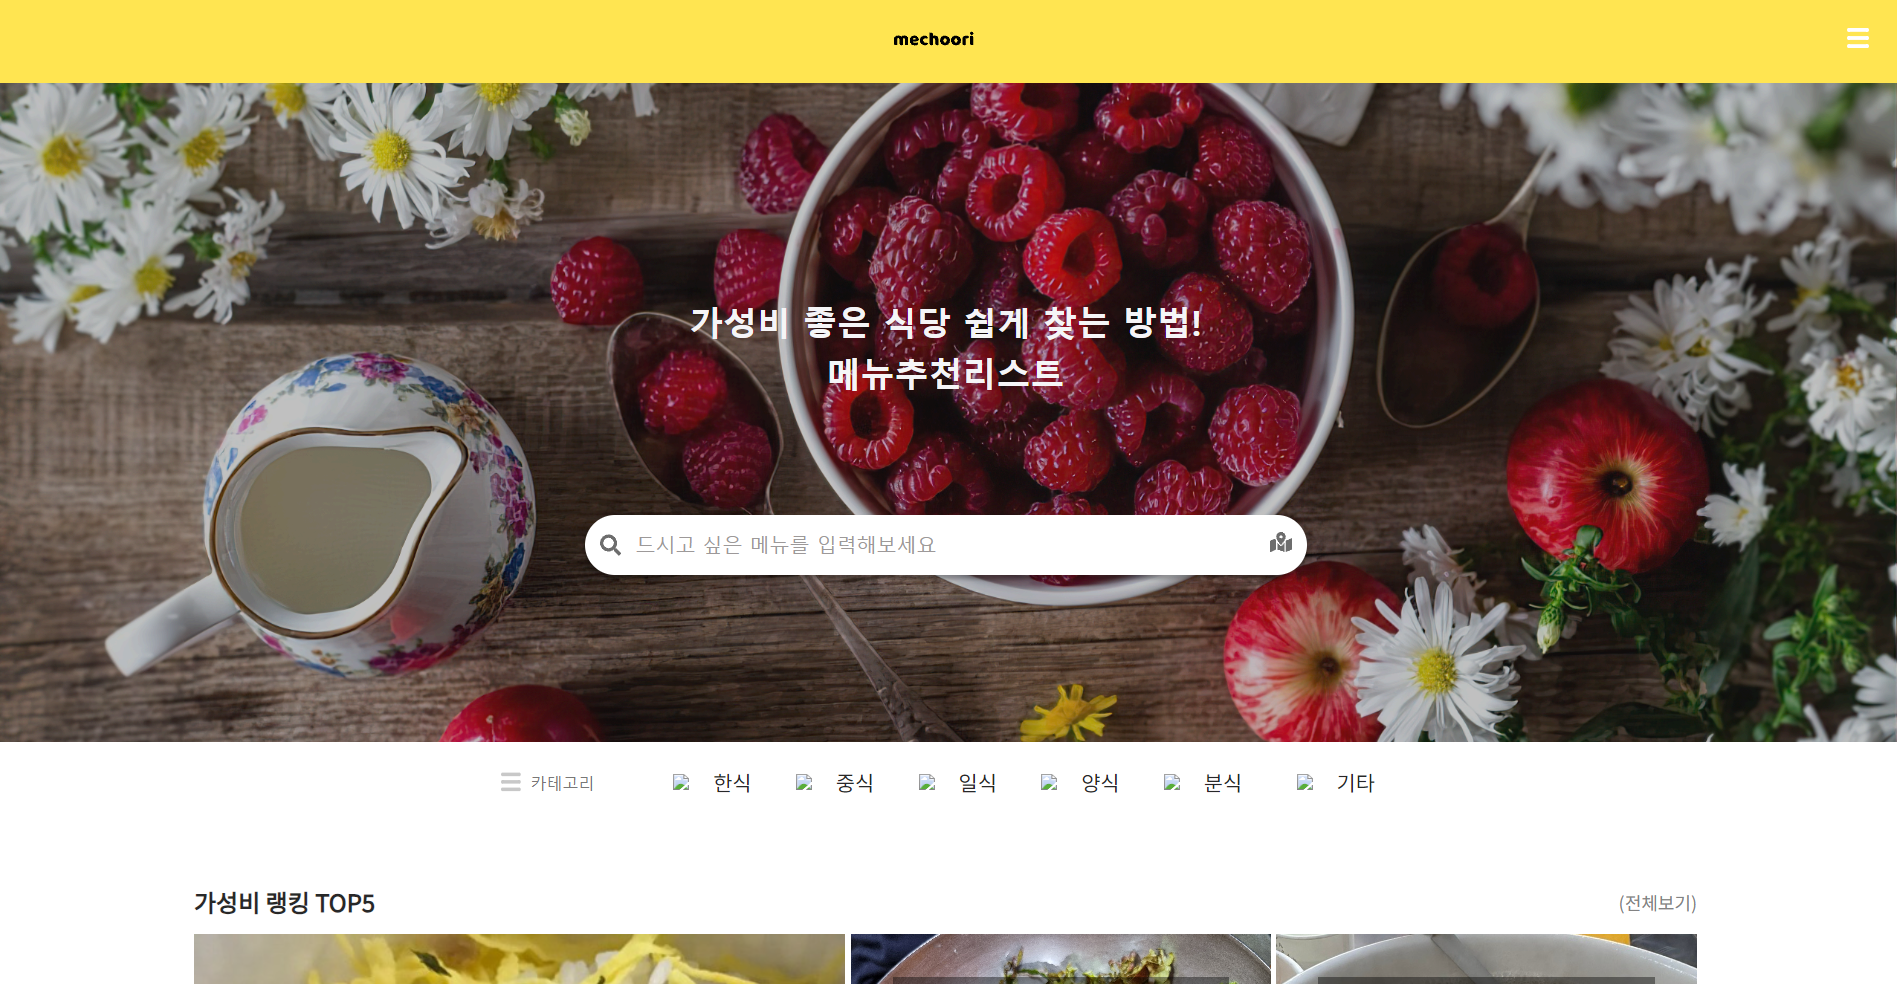 mechoori
가성비 좋은 식당 쉽게 찾는 방법!
메뉴추천리스트
드시고 싶은 메뉴를 입력해보세요
카테고리 한식 중식 일식 양식 분식 기타
가성비 랭킹 TOP5 (전체보기)